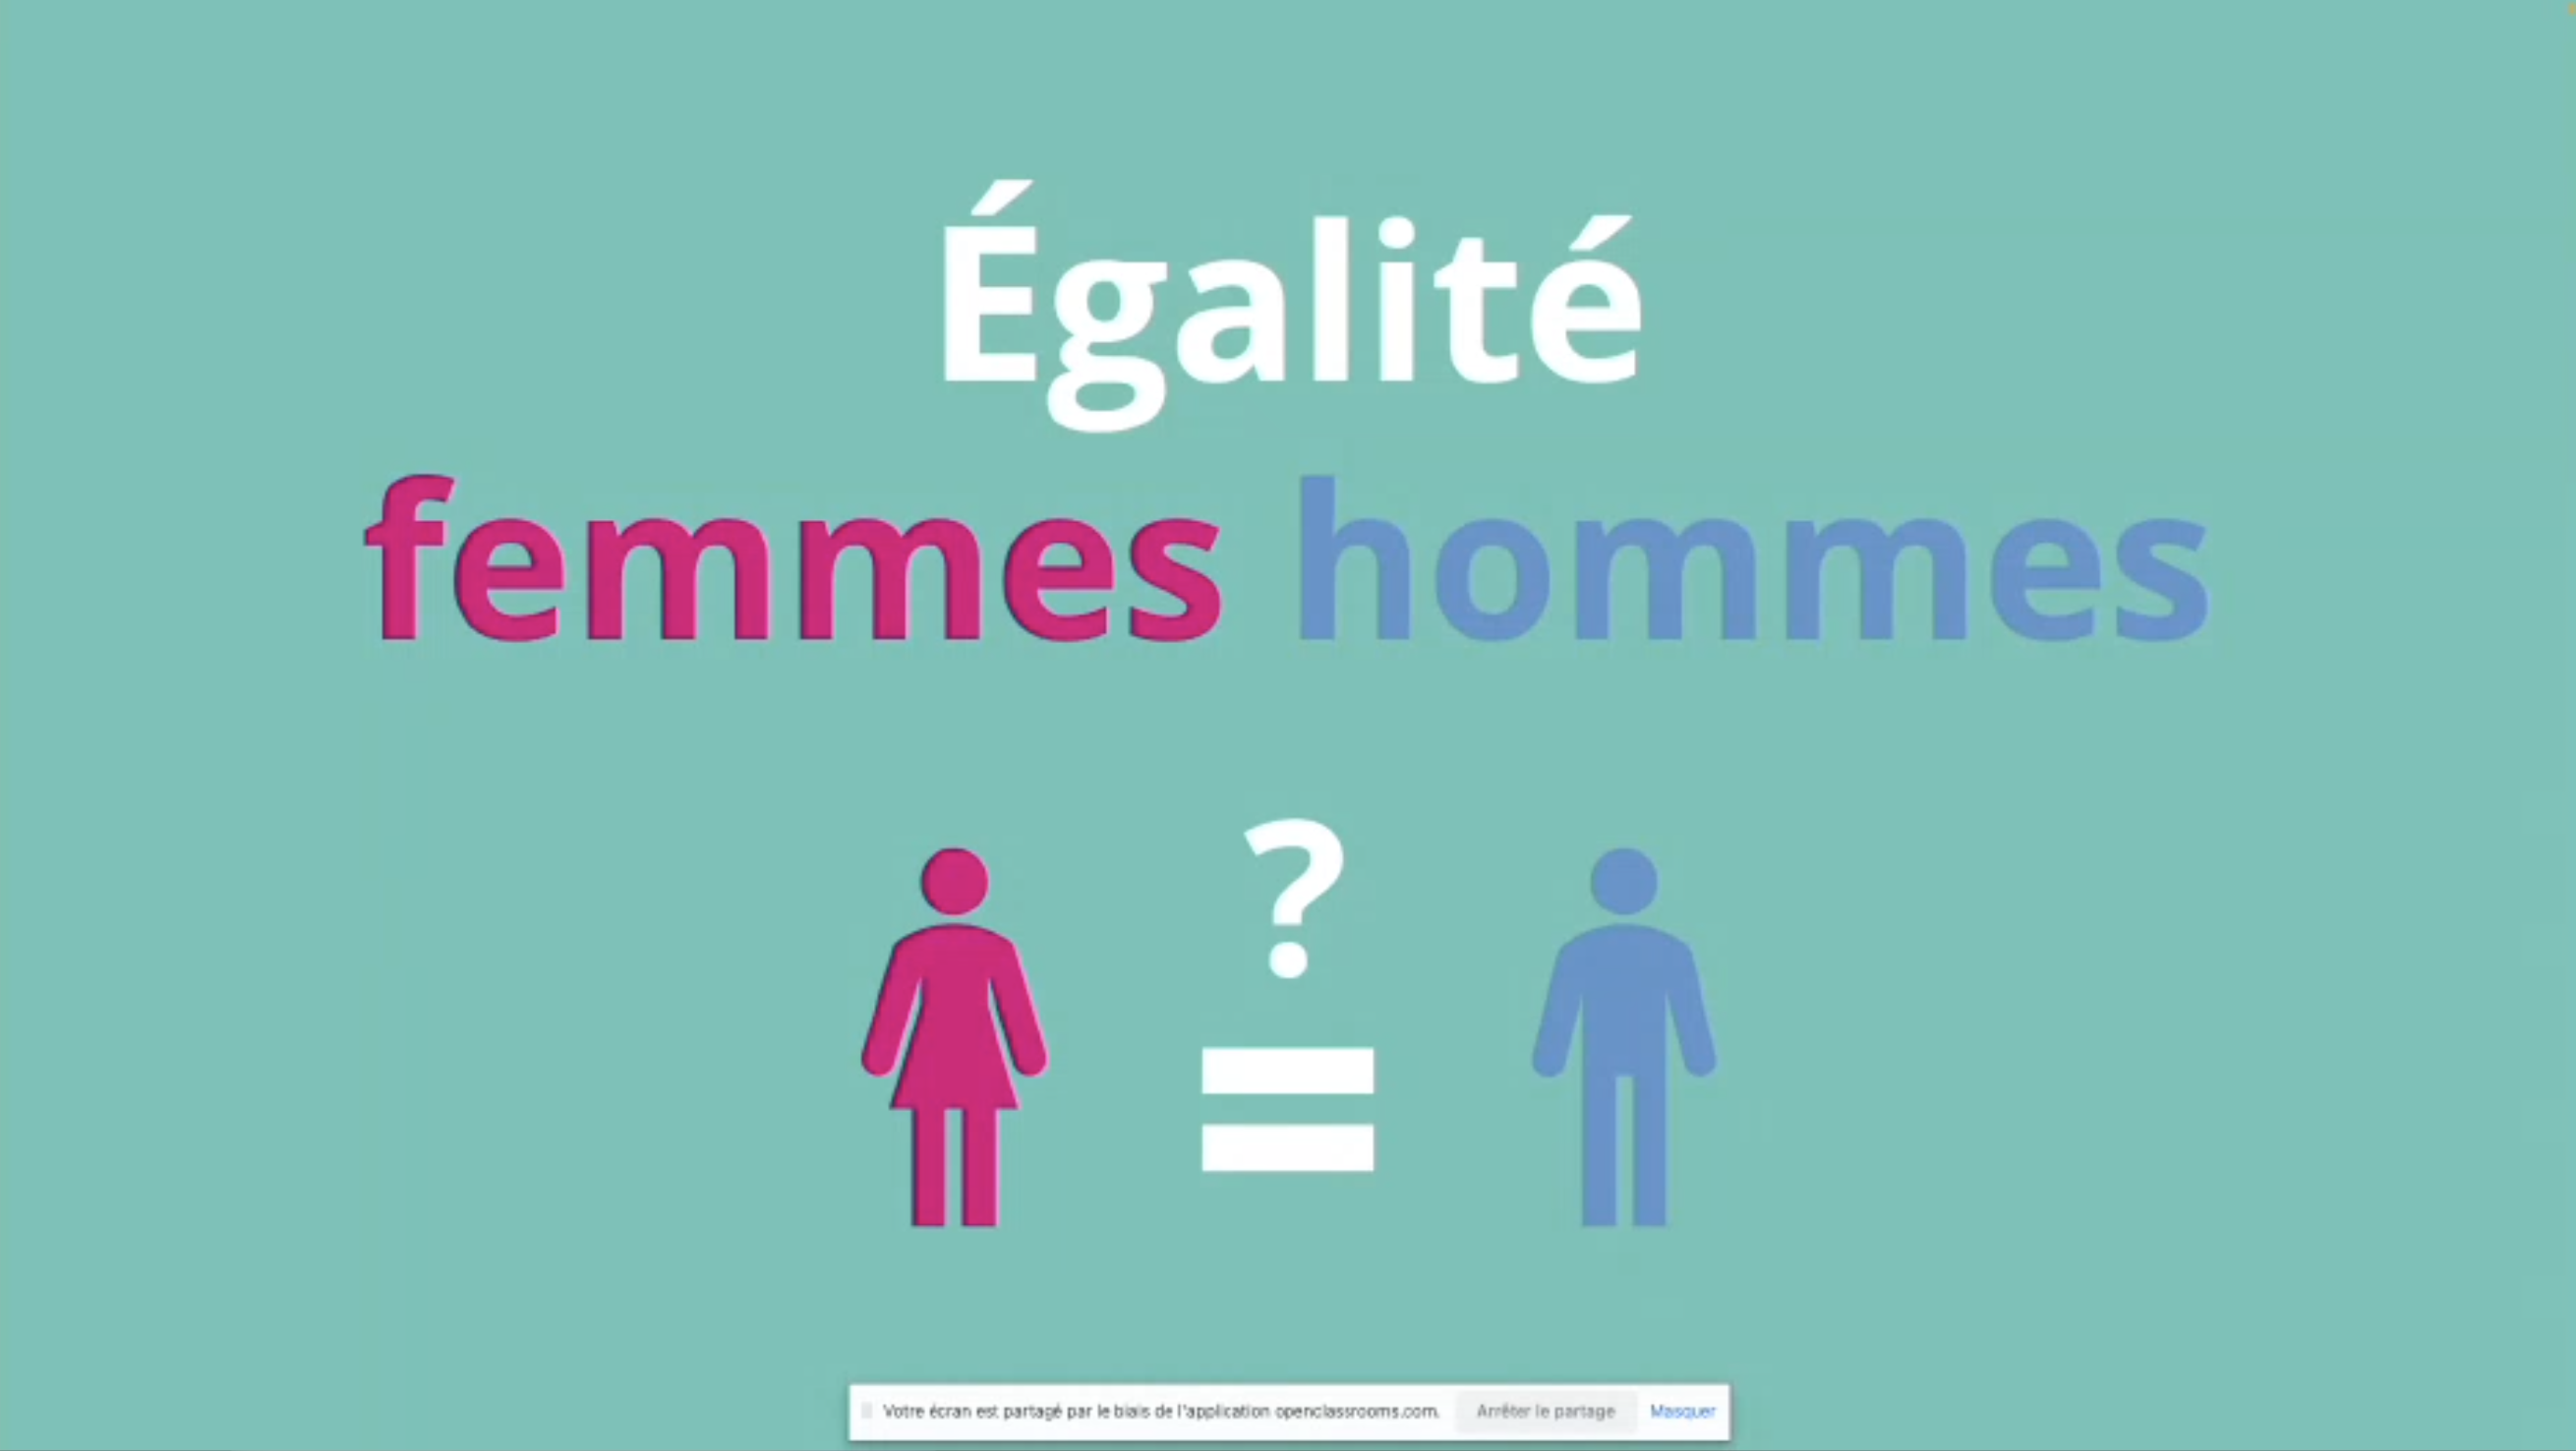 Égalité
femmes hommes
?
=
Votre écran est partagé par le biais de l'application openclassrooms.com. Arrêter le partage Masquer